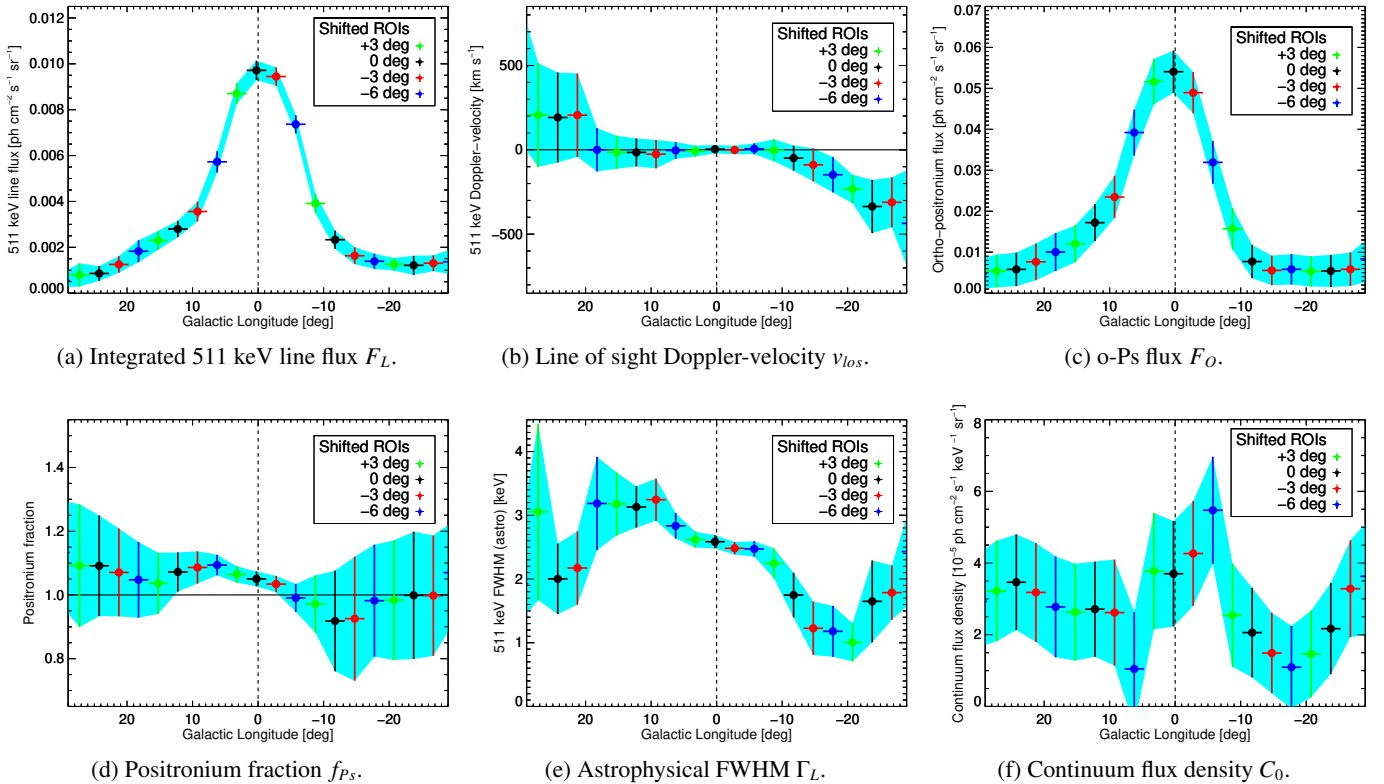 0.012
0.010
0.008
0.006
0.004
0.002
0.000
511 keV line flux [ph cm⁻² s⁻¹ sr⁻¹]
Shifted ROIs
+3 deg
0 deg
−3 deg
−6 deg
20 10 0 −10 −20
Galactic Longitude [deg]
(a) Integrated 511 keV line flux F_L.
500
0
−500
511 keV Doppler-velocity [km s⁻¹]
Shifted ROIs
+3 deg
0 deg
−3 deg
−6 deg
20 10 0 −10 −20
Galactic Longitude [deg]
(b) Line of sight Doppler-velocity v_los.
0.07
0.06
0.05
0.04
0.03
0.02
0.01
0.00
Ortho-positronium flux [ph cm⁻² s⁻¹ sr⁻¹]
Shifted ROIs
+3 deg
0 deg
−3 deg
−6 deg
20 10 0 −10 −20
Galactic Longitude [deg]
(c) o-Ps flux F_O.
1.4
1.2
1.0
0.8
Positronium fraction
Shifted ROIs
+3 deg
0 deg
−3 deg
−6 deg
20 10 0 −10 −20
Galactic Longitude [deg]
(d) Positronium fraction f_Ps.
4
3
2
1
0
511 keV FWHM (astro) [keV]
Shifted ROIs
+3 deg
0 deg
−3 deg
−6 deg
20 10 0 −10 −20
Galactic Longitude [deg]
(e) Astrophysical FWHM Γ_L.
8
6
4
2
0
Continuum flux density [10⁻⁵ ph cm⁻² s⁻¹ keV⁻¹ sr⁻¹]
Shifted ROIs
+3 deg
0 deg
−3 deg
−6 deg
20 10 0 −10 −20
Galactic Longitude [deg]
(f) Continuum flux density C_0.